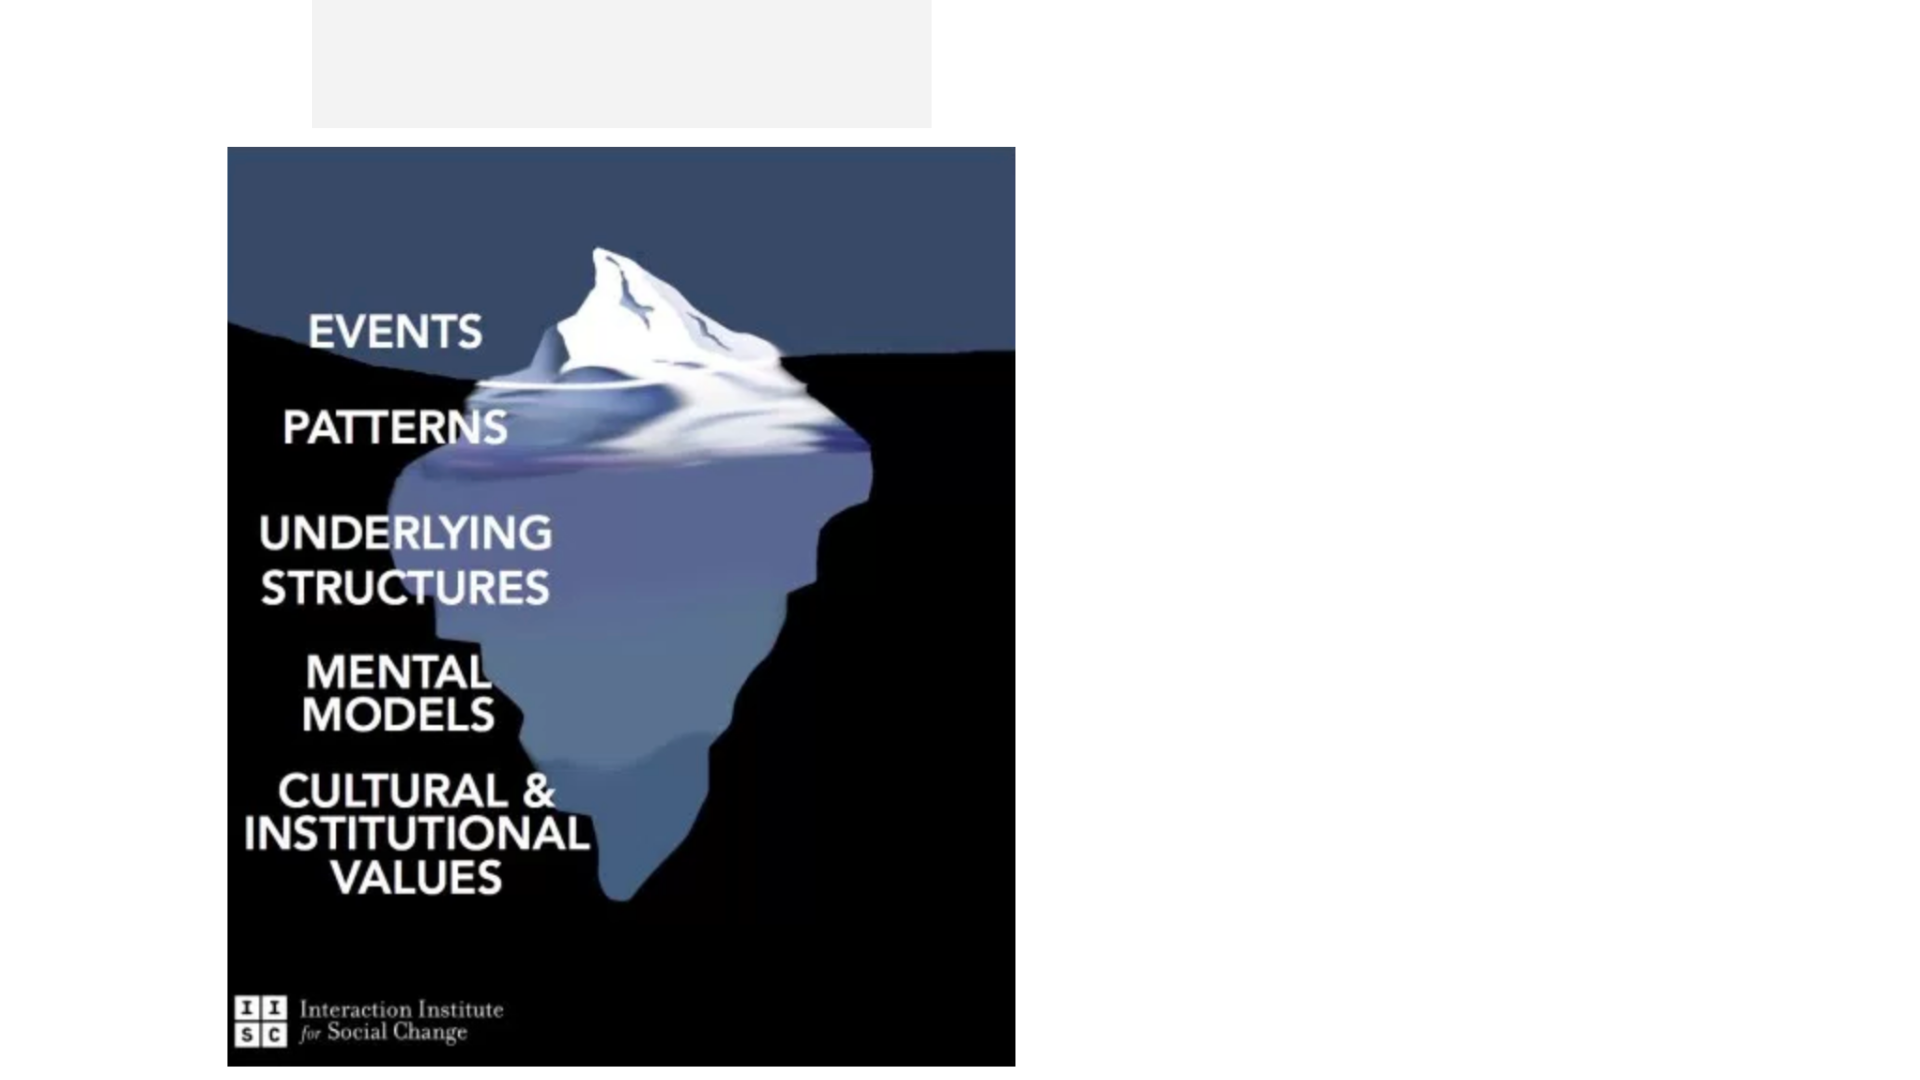 EVENTS
PATTERNS
UNDERLYING
STRUCTURES
MENTAL
MODELS
CULTURAL &
INSTITUTIONAL
VALUES
I I
S C
Interaction Institute
for Social Change